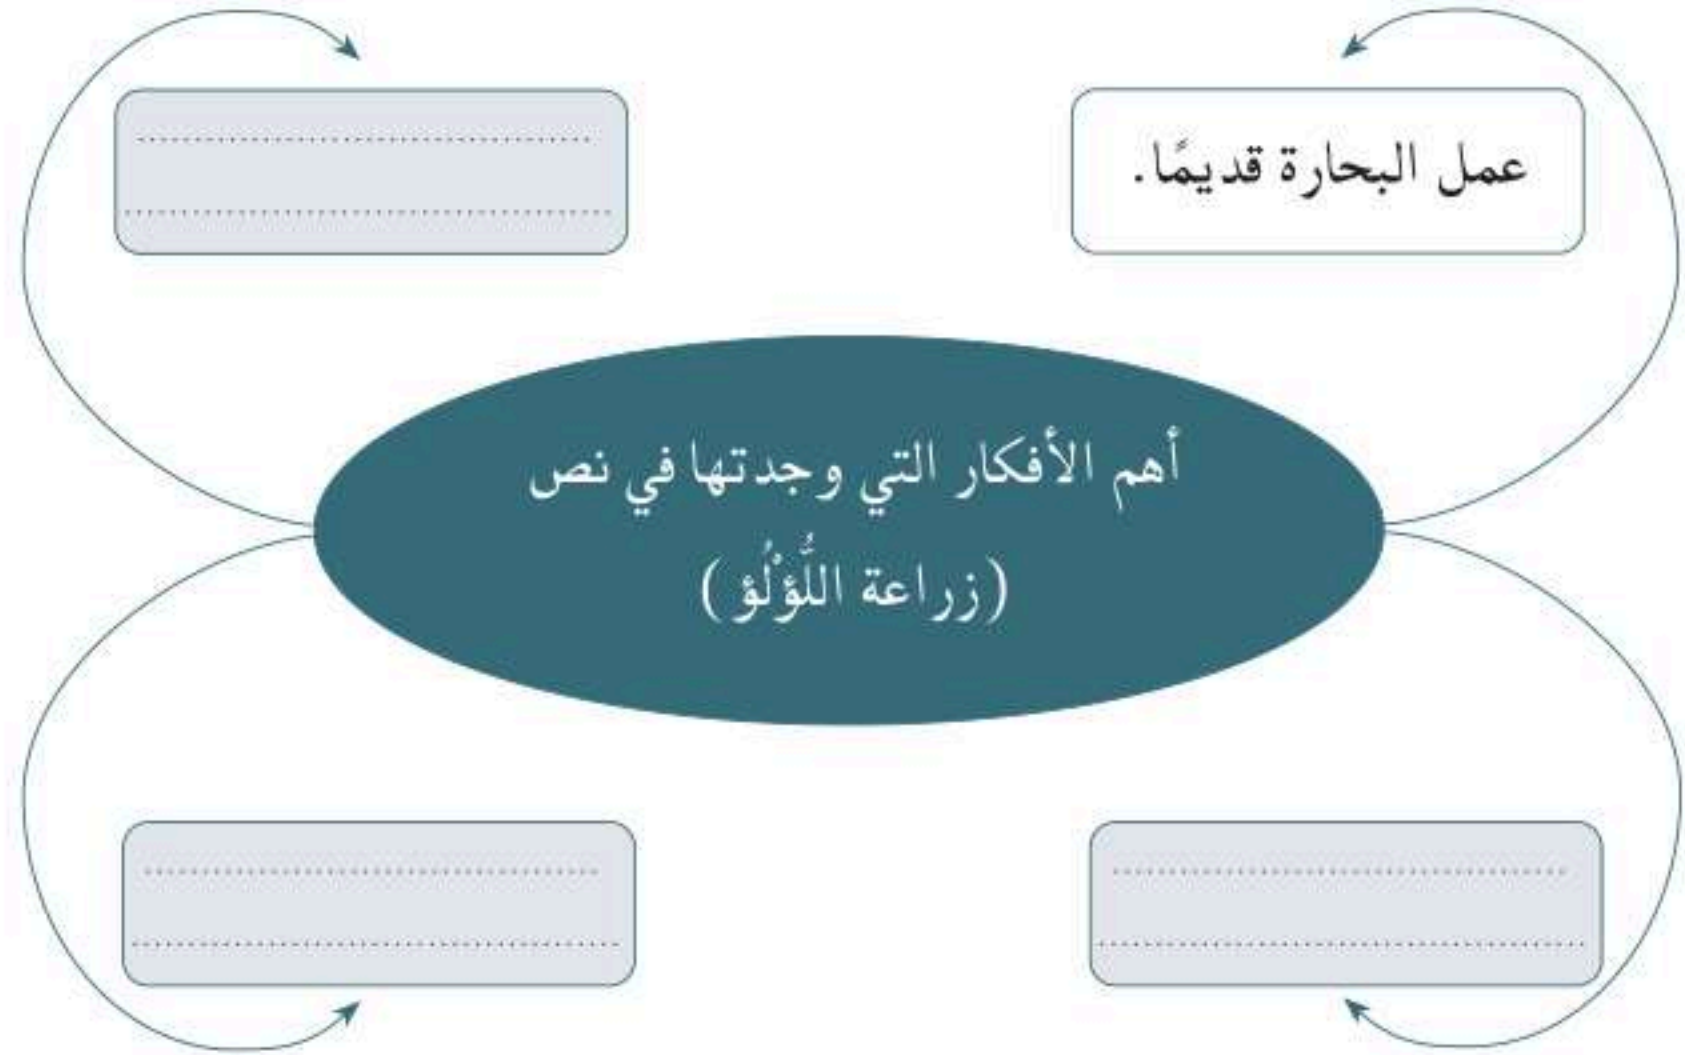 عمل البحارة قديمًا.
أهم الأفكار التي وجدتها في نص
(زراعة اللُّؤْلُؤ)